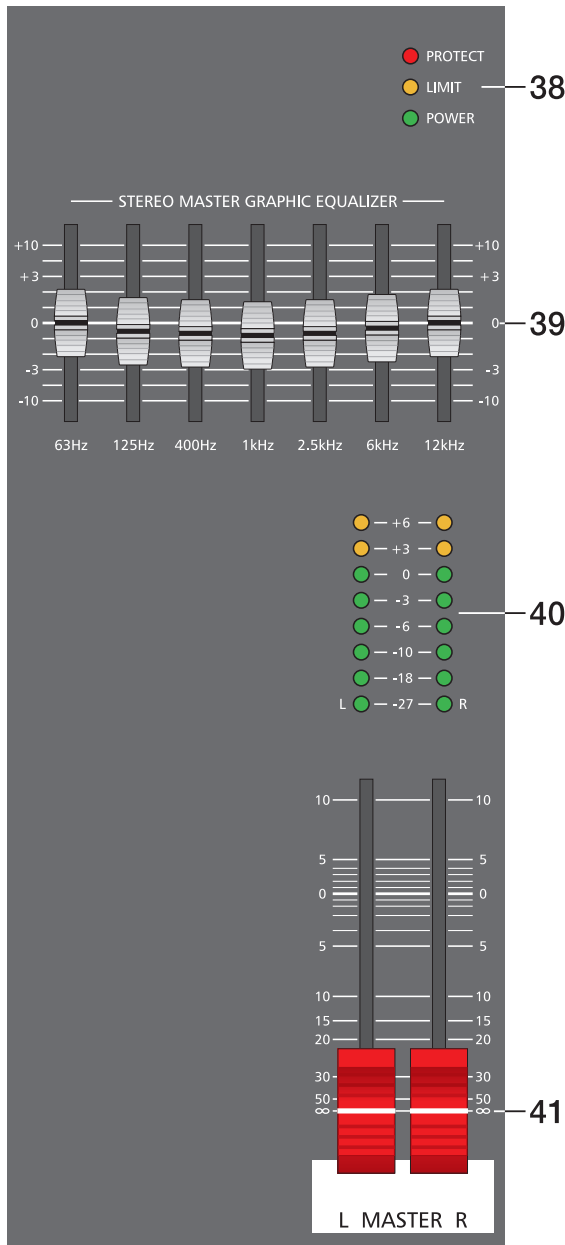 PROTECT
LIMIT
38
POWER
STEREO MASTER GRAPHIC EQUALIZER
+10 +10
+3 +3
0 0 39
-3 -3
-10 -10
63Hz 125Hz 400Hz 1kHz 2.5kHz 6kHz 12kHz
+6
+3
0
-3
-6 40
-10
-18
L -27 R
10 10
5 5
0 0
5 5
10 10
15 15
20 20
30 30
50 50
∞ ∞ 41
L MASTER R